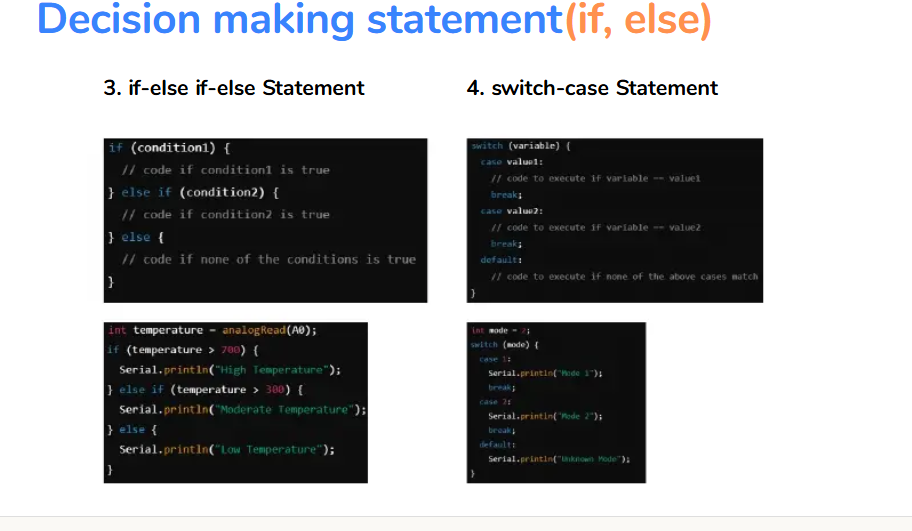 Decision making statement(if, else)
3. if-else if-else Statement
if (condition1) {
// code if condition1 is true
} else if (condition2) {
// code if condition2 is true
} else {
// code if none of the conditions is true
}
int temperature = analogRead(A0);
if (temperature > 700) {
Serial.println("High Temperature");
} else if (temperature > 300) {
Serial.println("Moderate Temperature");
} else {
Serial.println("Low Temperature");
}
4. switch-case Statement
switch (variable) {
case value1:
// code to execute if variable == value1
break;
case value2:
// code to execute if variable == value2
break;
default:
// code to execute if none of the above cases match
}
int mode = 2;
switch (mode) {
case 1:
Serial.println("Mode 1");
break;
case 2:
Serial.println("Mode 2");
break;
default:
Serial.println("Unknown Mode");
}